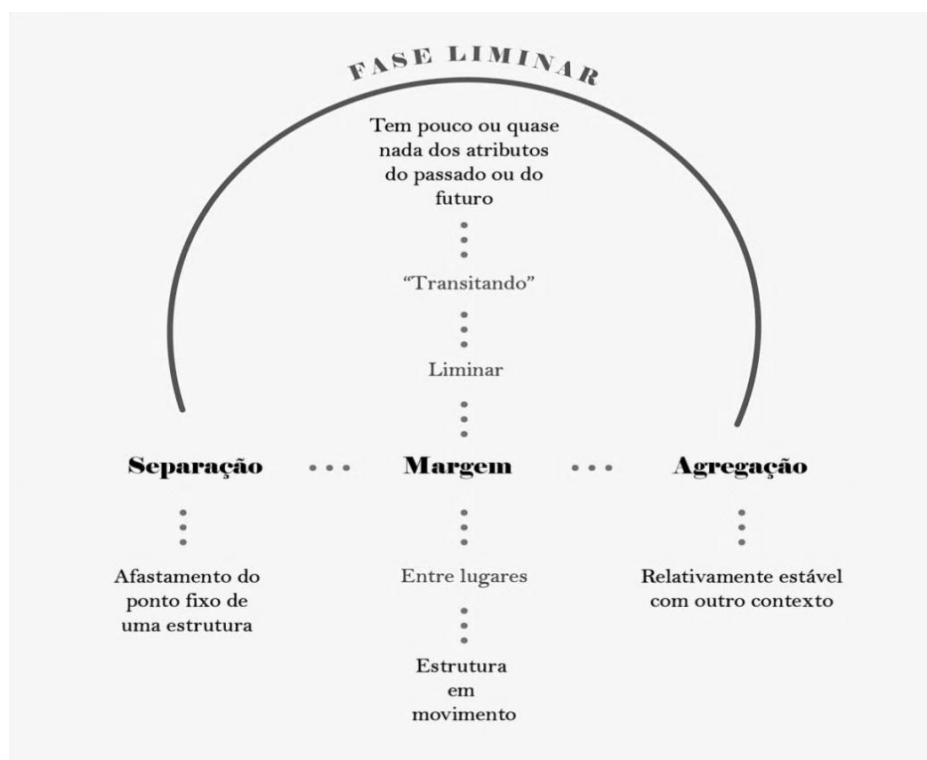 FASE LIMINAR
Tem pouco ou quase
nada dos atributos
do passado ou do
futuro
“Transitando”
Liminar
Separação
Margem
Agregação
Afastamento do
ponto fixo de
uma estrutura
Entre lugares
Estrutura
em
movimento
Relativamente estável
com outro contexto